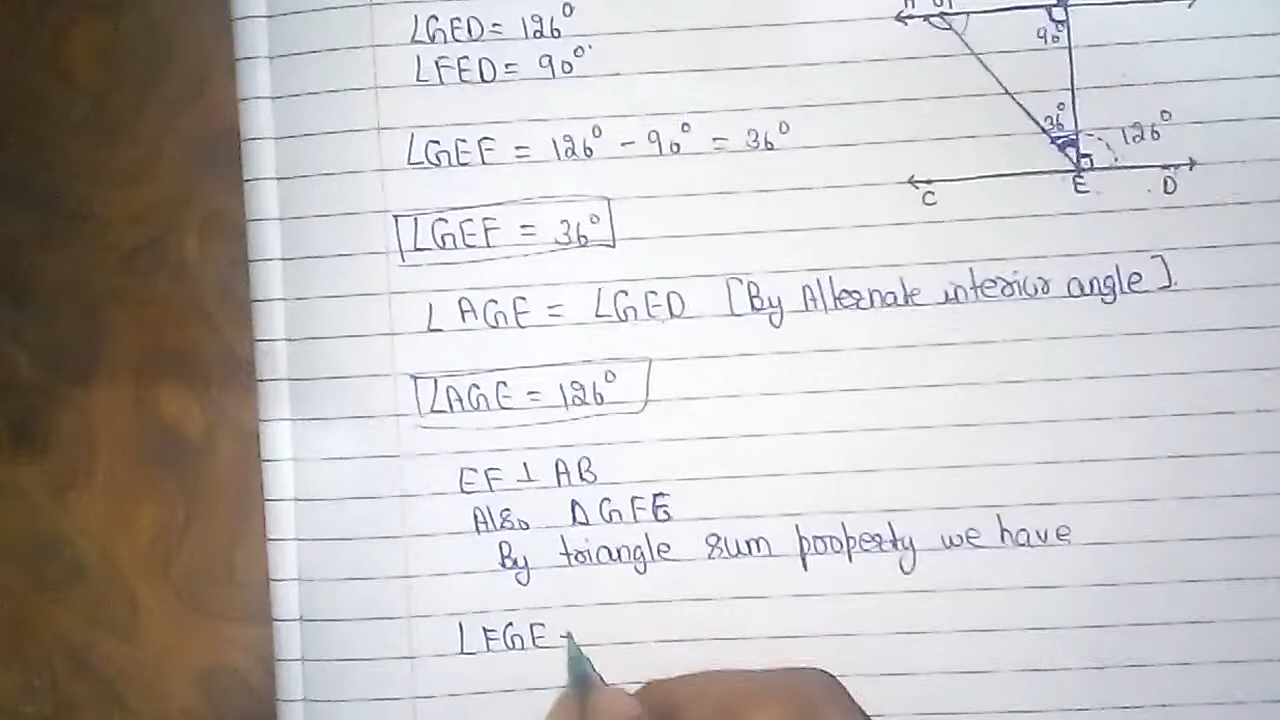 ∠GED = 126°
∠FED = 90°
∠GEF = 126° - 90° = 36°
∠GEF = 36°
∠AGE = ∠GED [By Alternate interior angle].
∠AGE = 126°
EF ⊥ AB
Also ΔGFE
By triangle sum property we have
∠FGE
90°
36°
126°
C
E
D